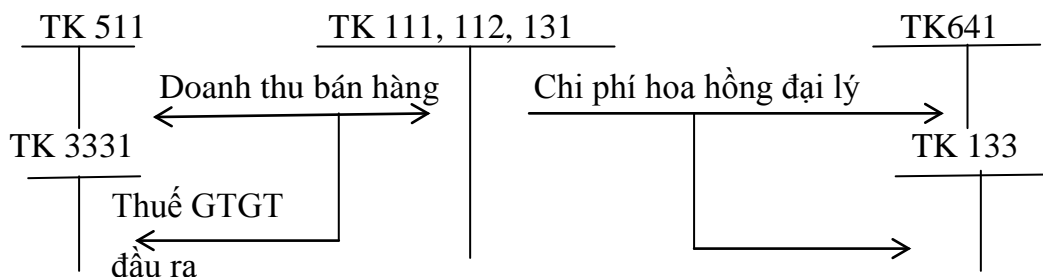 TK 511
TK 111, 112, 131
TK641
Doanh thu bán hàng
Chi phí hoa hồng đại lý
TK 3331
TK 133
Thuế GTGT
đầu ra